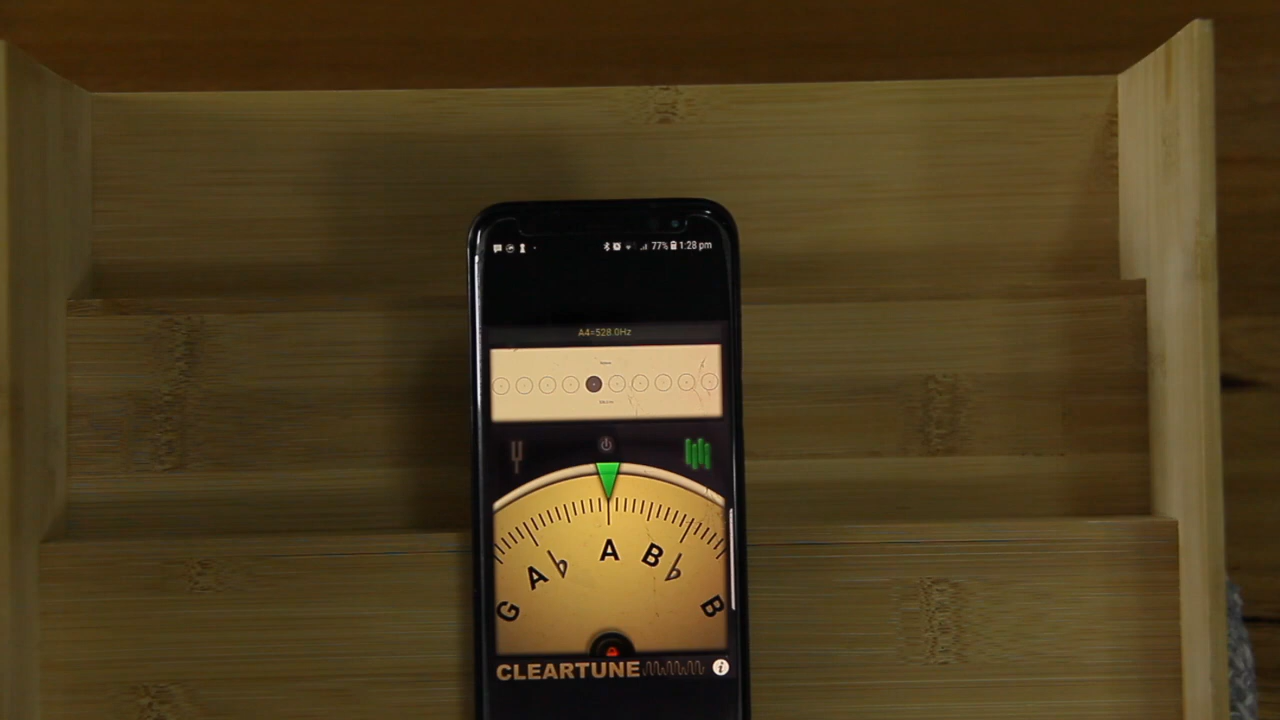 77% 1:28 pm
A4=528.0Hz
G A♭ A B♭ B
CLEARTUNE
i